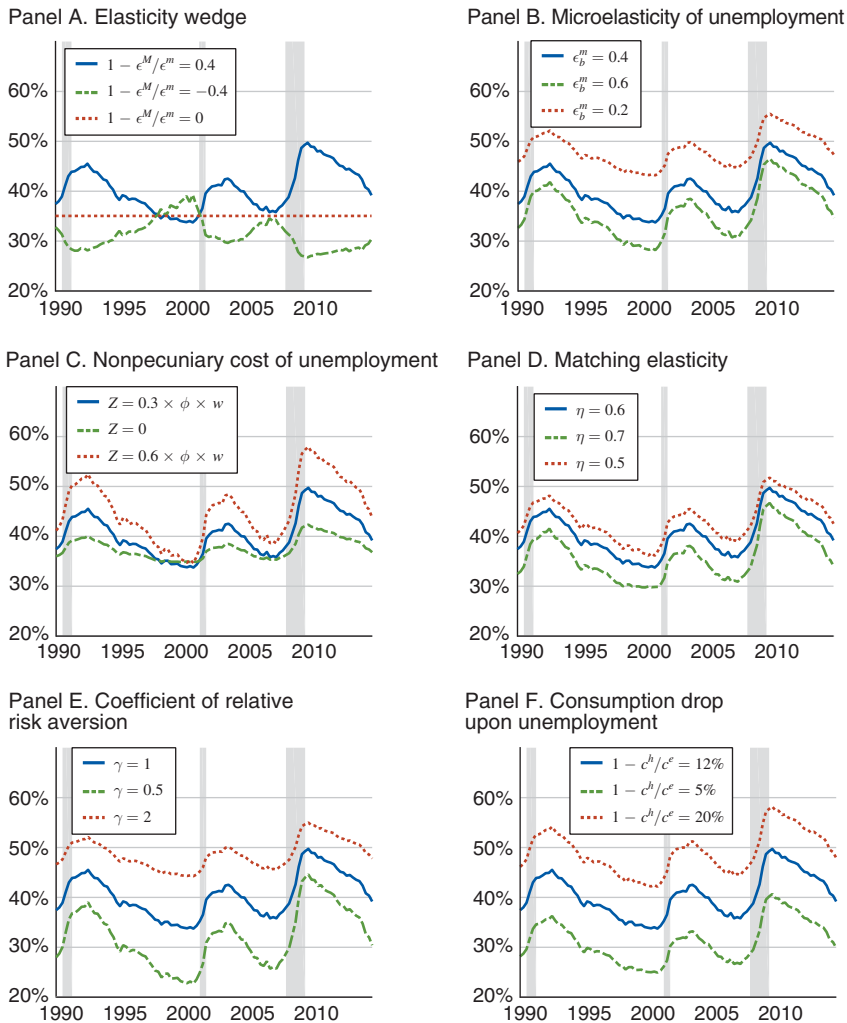 Panel A. Elasticity wedge
1 − ϵ^M/ϵ^m = 0.4
1 − ϵ^M/ϵ^m = −0.4
1 − ϵ^M/ϵ^m = 0
60%
50%
40%
30%
20%
1990 1995 2000 2005 2010
Panel B. Microelasticity of unemployment
ϵ_b^m = 0.4
ϵ_b^m = 0.6
ϵ_b^m = 0.2
60%
50%
40%
30%
20%
1990 1995 2000 2005 2010
Panel C. Nonpecuniary cost of unemployment
Z = 0.3 × ϕ × w
Z = 0
Z = 0.6 × ϕ × w
60%
50%
40%
30%
20%
1990 1995 2000 2005 2010
Panel D. Matching elasticity
η = 0.6
η = 0.7
η = 0.5
60%
50%
40%
30%
20%
1990 1995 2000 2005 2010
Panel E. Coefficient of relative
risk aversion
γ = 1
γ = 0.5
γ = 2
60%
50%
40%
30%
20%
1990 1995 2000 2005 2010
Panel F. Consumption drop
upon unemployment
1 − c^h/c^e = 12%
1 − c^h/c^e = 5%
1 − c^h/c^e = 20%
60%
50%
40%
30%
20%
1990 1995 2000 2005 2010